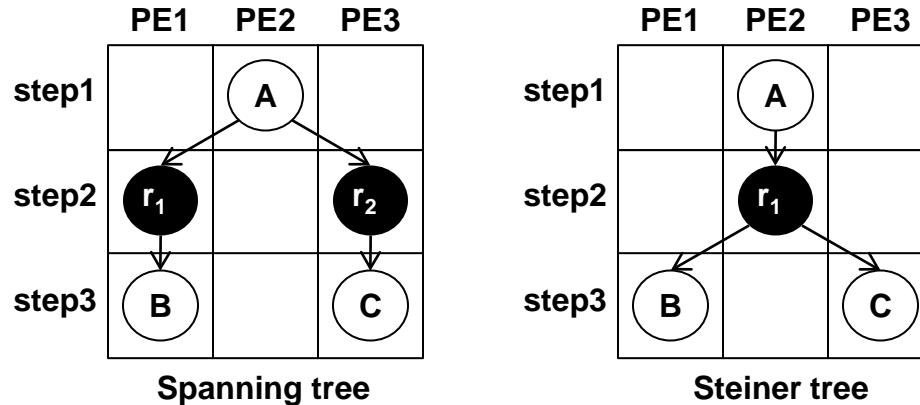 PE1 PE2 PE3 PE1 PE2 PE3
step1 A step1 A
step2 r1 r2 step2 r1
step3 B C step3 B C
Spanning tree Steiner tree